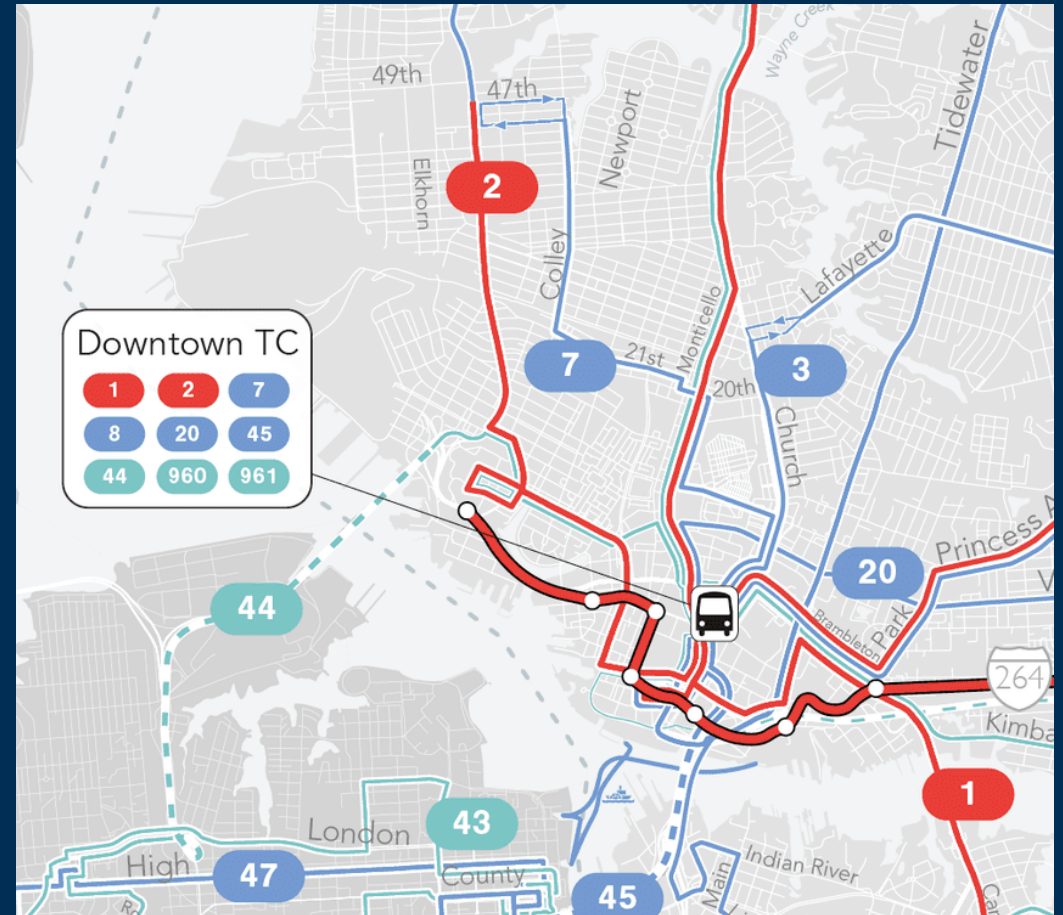 Wayne Creek
Tidewater
49th
47th
Newport
Elkhorn
2
Colley
Lafayette
Monticello
Downtown TC
1 2 7
8 20 45
44 960 961
7
21st
20th
3
Church
Princess A
20
44
Brambleton
Park
V
264
Kimba
1
43
London
High
47
County
Indian River
Main
45
Ca